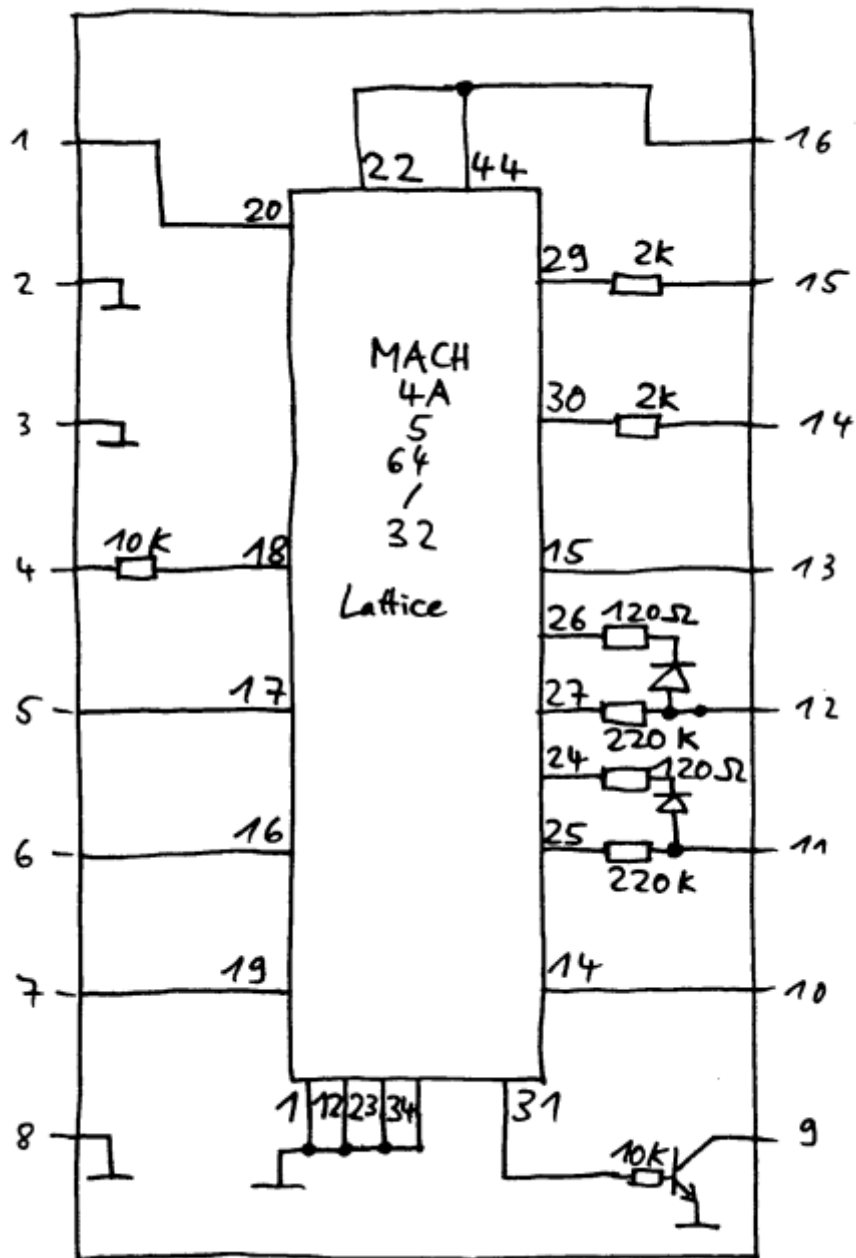 22 44
1 16
20
29 2k
2 15
MACH
4A
5
64
/
32
Lattice
30 2k
3 14
10k 18 15
4 13
26 120Ω
17 27
5 12
220k
24 120Ω
16 25
6 11
220k
19 14
7 10
1 12 23 34 31
8 9
10k